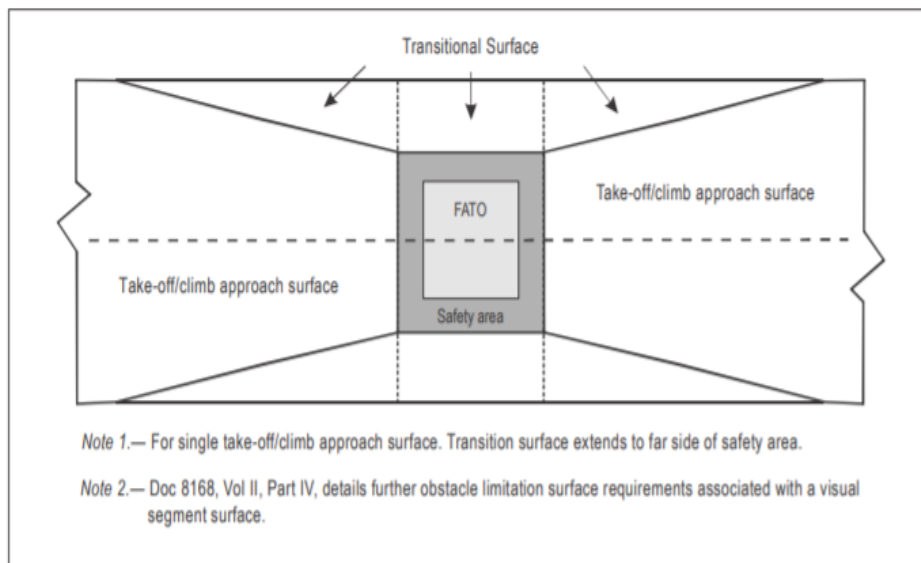 Transitional Surface
FATO
Take-off/climb approach surface
Take-off/climb approach surface
Safety area
Note 1.— For single take-off/climb approach surface. Transition surface extends to far side of safety area.
Note 2.— Doc 8168, Vol II, Part IV, details further obstacle limitation surface requirements associated with a visual
segment surface.